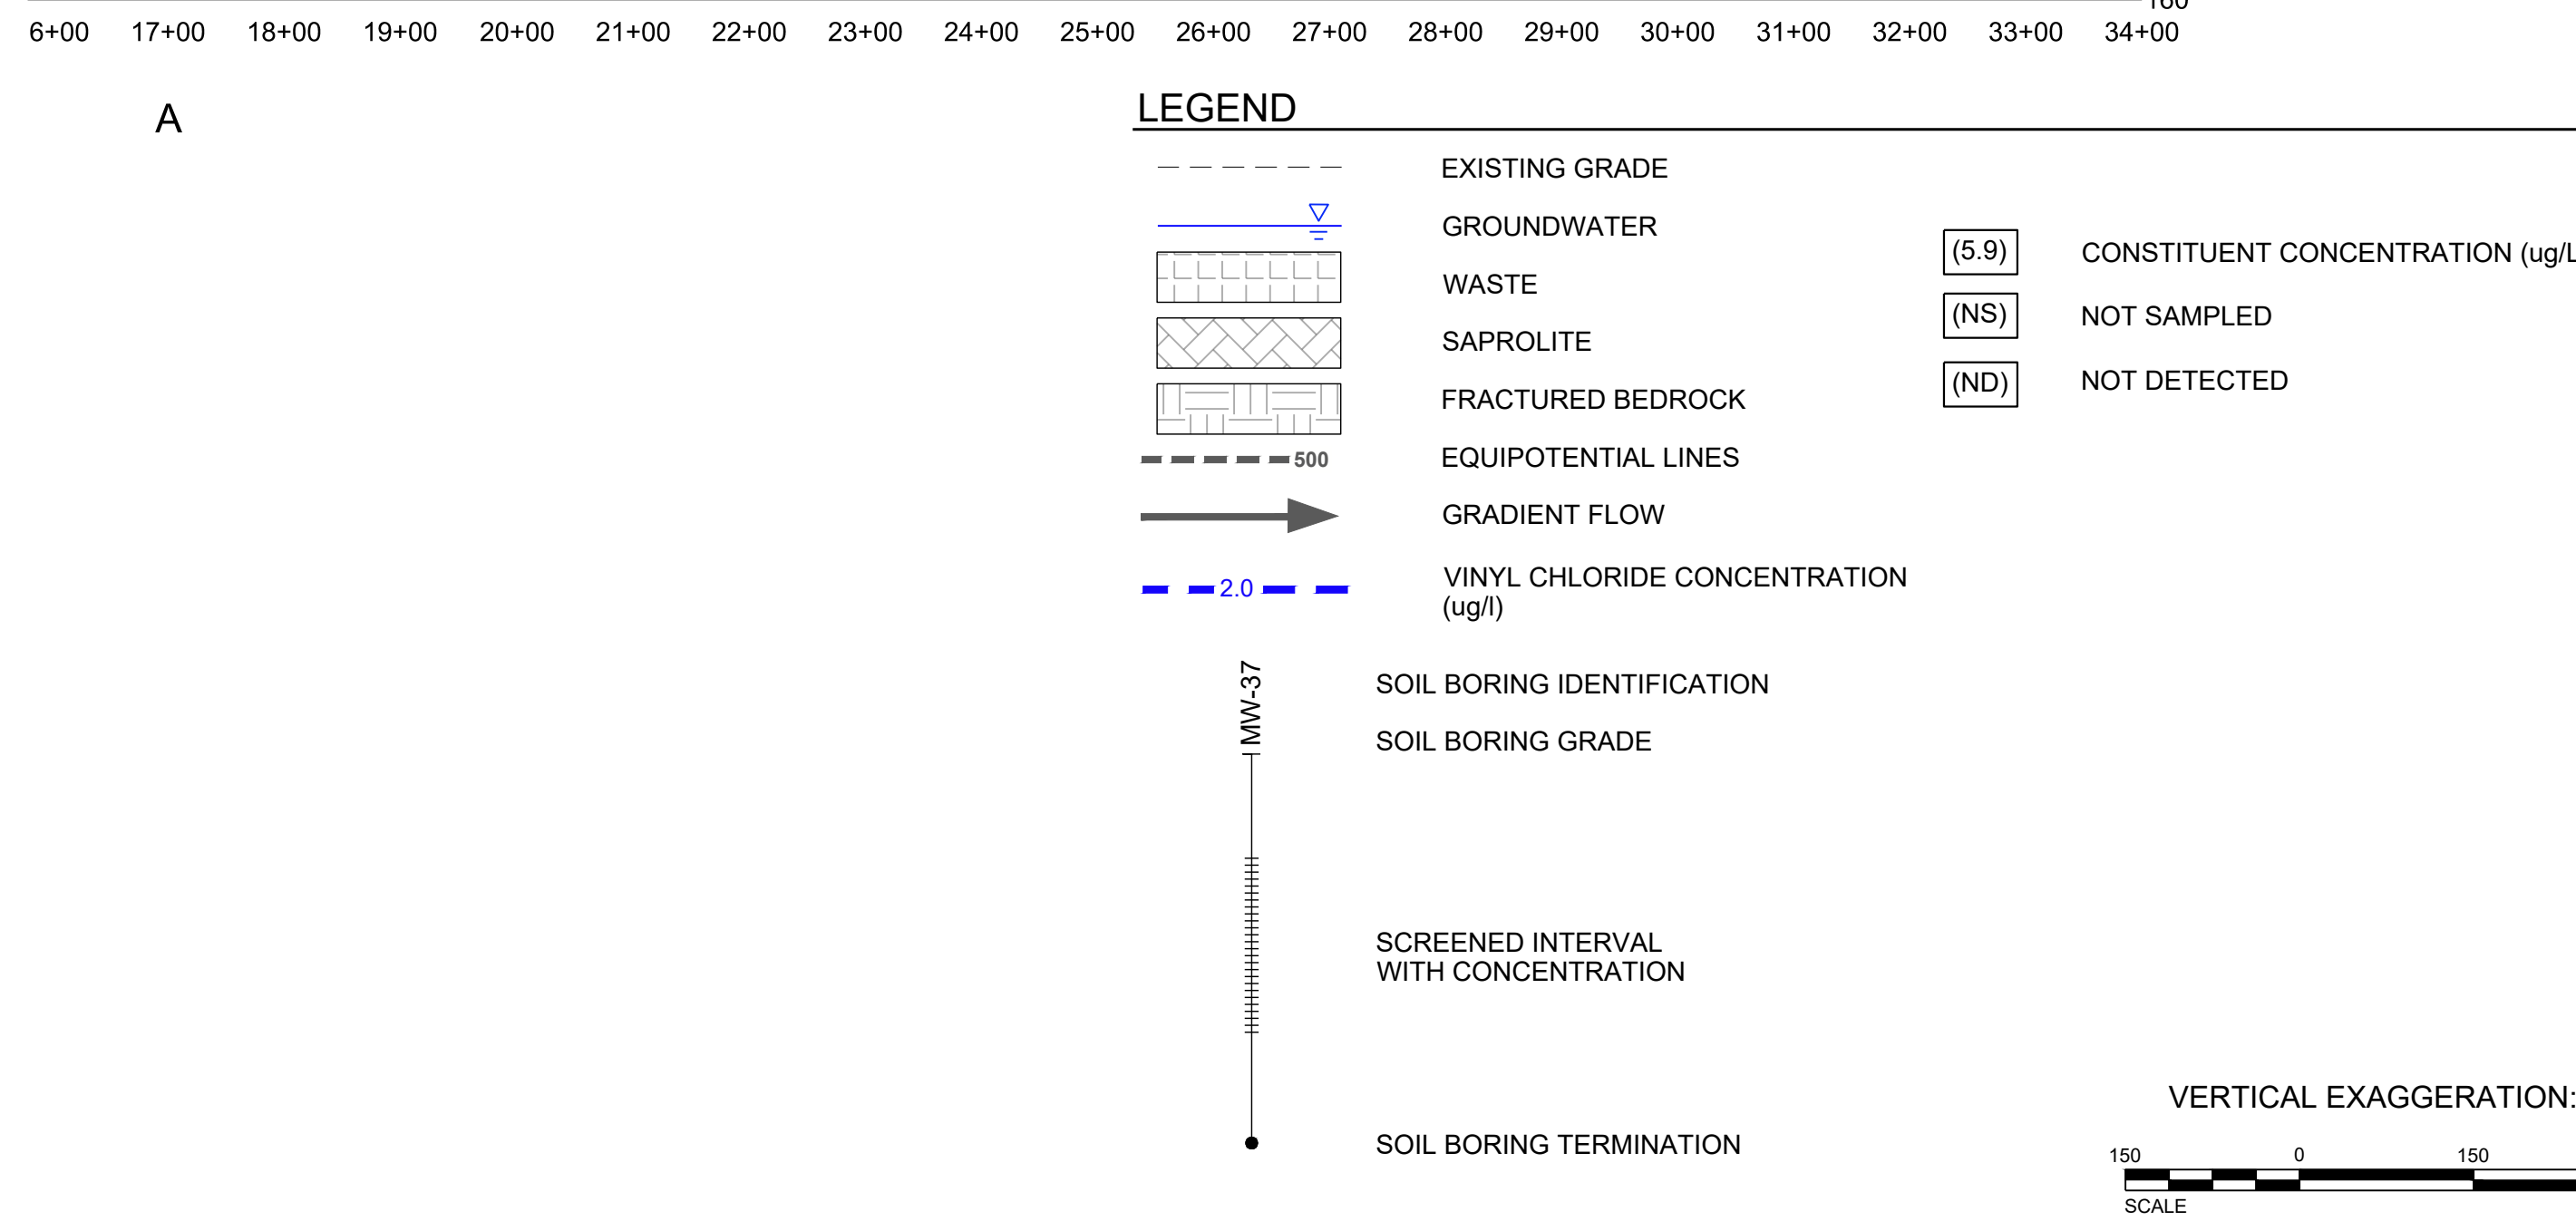 160
6+00 17+00 18+00 19+00 20+00 21+00 22+00 23+00 24+00 25+00 26+00 27+00 28+00 29+00 30+00 31+00 32+00 33+00 34+00
A
LEGEND
EXISTING GRADE
GROUNDWATER
WASTE
SAPROLITE
FRACTURED BEDROCK
500 EQUIPOTENTIAL LINES
GRADIENT FLOW
2.0 VINYL CHLORIDE CONCENTRATION
(ug/l)
(5.9) CONSTITUENT CONCENTRATION (ug/L
(NS) NOT SAMPLED
(ND) NOT DETECTED
MW-37
SOIL BORING IDENTIFICATION
SOIL BORING GRADE
SCREENED INTERVAL
WITH CONCENTRATION
SOIL BORING TERMINATION
VERTICAL EXAGGERATION:
150 0 150
SCALE